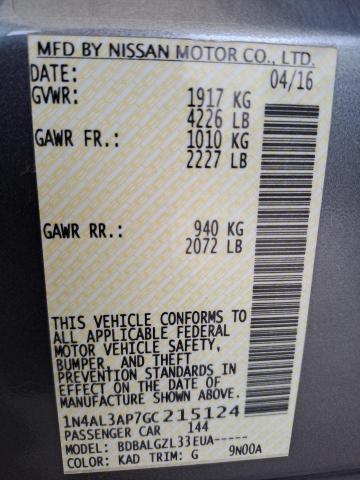 MFD BY NISSAN MOTOR CO., LTD.
DATE: 04/16
GVWR: 1917 KG
4226 LB
GAWR FR.: 1010 KG
2227 LB
GAWR RR.: 940 KG
2072 LB
THIS VEHICLE CONFORMS TO
ALL APPLICABLE FEDERAL
MOTOR VEHICLE SAFETY,
BUMPER, AND THEFT
PREVENTION STANDARDS IN
EFFECT ON THE DATE OF
MANUFACTURE SHOWN ABOVE.
1N4AL3AP7GC215124
PASSENGER CAR 144
MODEL: BDBALGZL33EUA-----
COLOR: KAD TRIM: G 9N00A